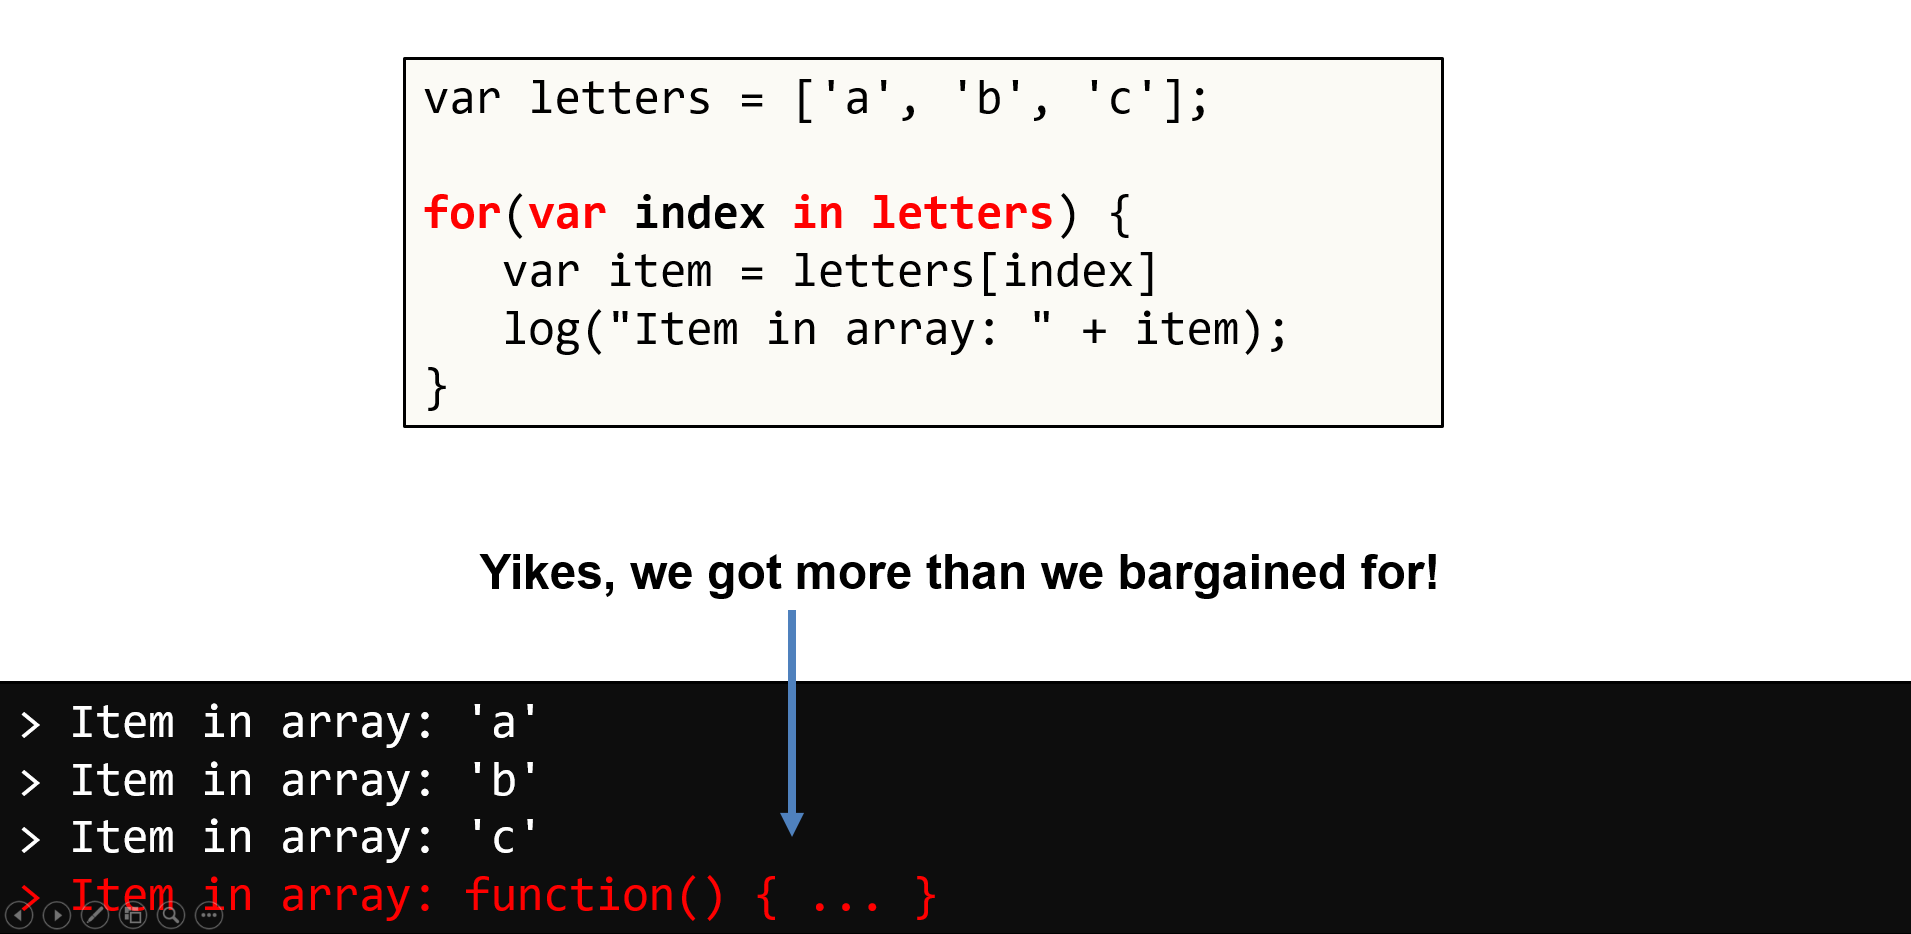 var letters = ['a', 'b', 'c'];
for(var index in letters) {
var item = letters[index]
log("Item in array: " + item);
}
Yikes, we got more than we bargained for!
> Item in array: 'a'
> Item in array: 'b'
> Item in array: 'c'
> Item in array: function() { ... }